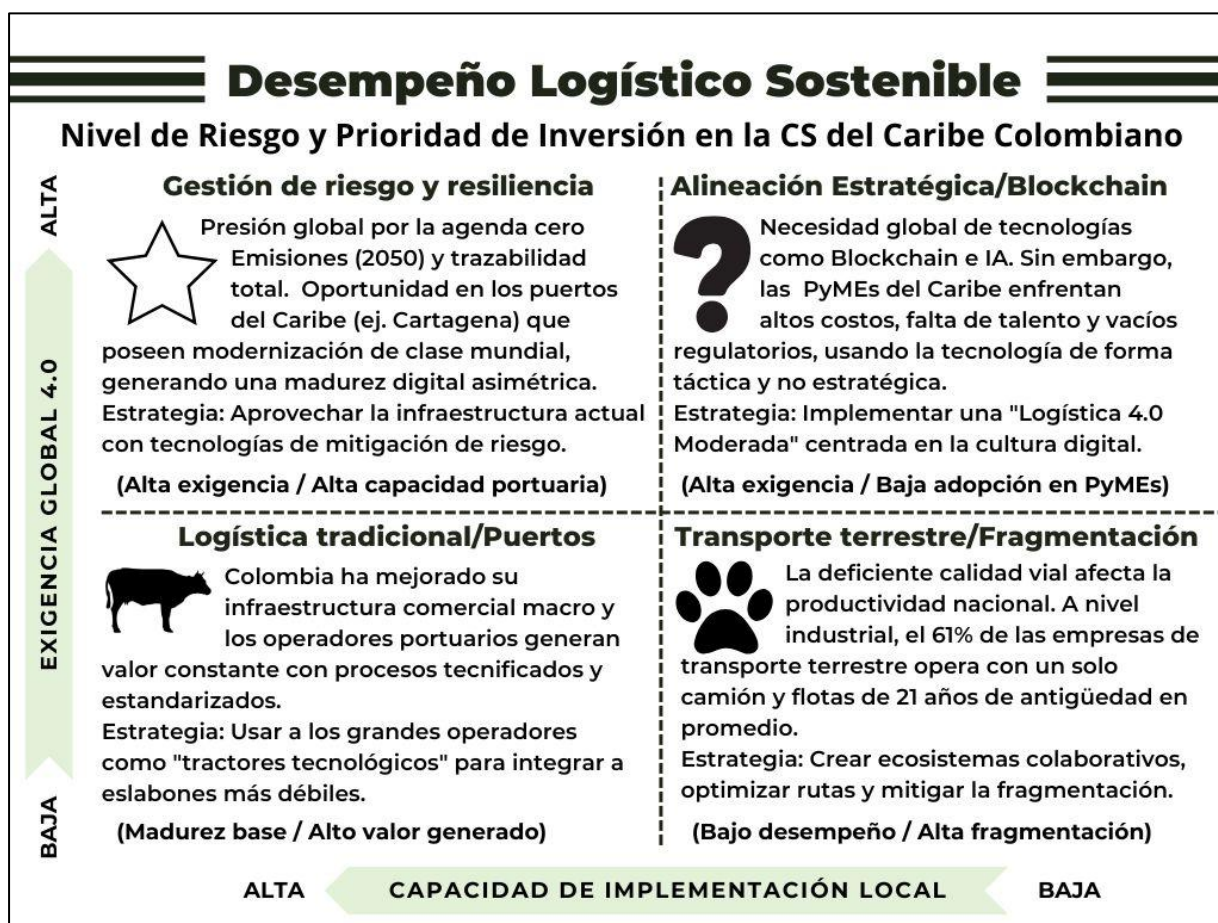 Desempeño Logístico Sostenible
Nivel de Riesgo y Prioridad de Inversión en la CS del Caribe Colombiano
ALTA
EXIGENCIA GLOBAL 4.0
BAJA
Gestión de riesgo y resiliencia
Presión global por la agenda cero
Emisiones (2050) y trazabilidad
total. Oportunidad en los puertos
del Caribe (ej. Cartagena) que
poseen modernización de clase mundial,
generando una madurez digital asimétrica.
Estrategia: Aprovechar la infraestructura actual
con tecnologías de mitigación de riesgo.
(Alta exigencia / Alta capacidad portuaria)
Alineación Estratégica/Blockchain
?
Necesidad global de tecnologías
como Blockchain e IA. Sin embargo,
las PyMEs del Caribe enfrentan
altos costos, falta de talento y vacíos
regulatorios, usando la tecnología de forma
táctica y no estratégica.
Estrategia: Implementar una "Logística 4.0
Moderada" centrada en la cultura digital.
(Alta exigencia / Baja adopción en PyMEs)
Logística tradicional/Puertos
Colombia ha mejorado su
infraestructura comercial macro y
los operadores portuarios generan
valor constante con procesos tecnificados y
estandarizados.
Estrategia: Usar a los grandes operadores
como "tractores tecnológicos" para integrar a
eslabones más débiles.
(Madurez base / Alto valor generado)
Transporte terrestre/Fragmentación
La deficiente calidad vial afecta la
productividad nacional. A nivel
industrial, el 61% de las empresas de
transporte terrestre opera con un solo
camión y flotas de 21 años de antigüedad en
promedio.
Estrategia: Crear ecosistemas colaborativos,
optimizar rutas y mitigar la fragmentación.
(Bajo desempeño / Alta fragmentación)
ALTA
CAPACIDAD DE IMPLEMENTACIÓN LOCAL
BAJA